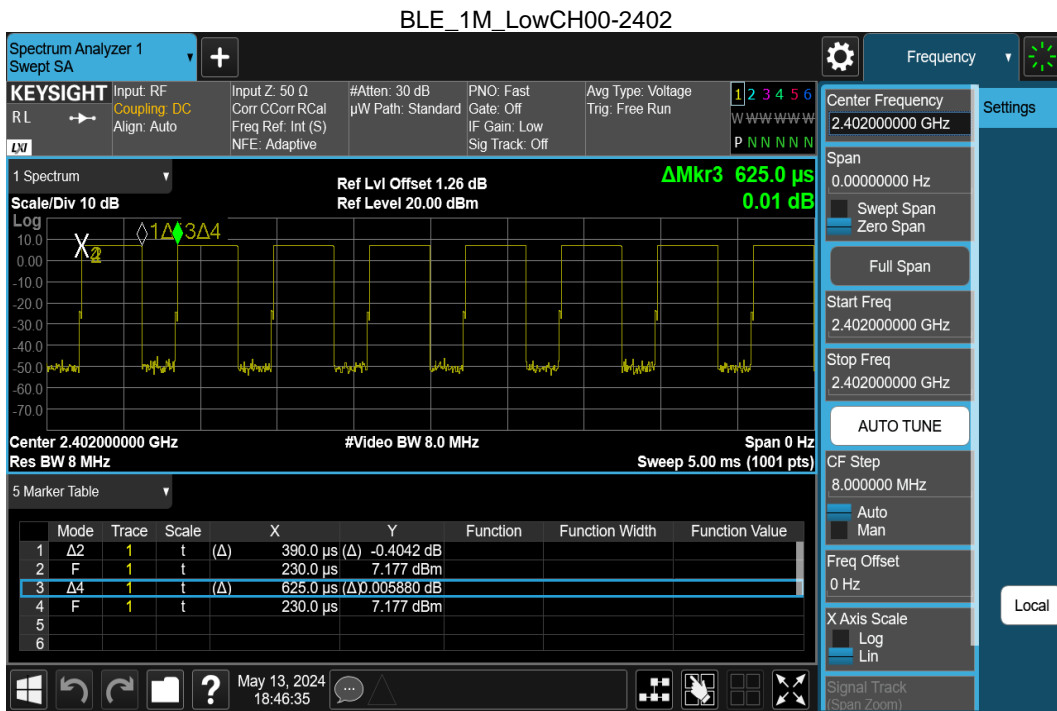 BLE_1M_LowCH00-2402
Spectrum Analyzer 1
Swept SA
Frequency
KEYSIGHT
RL
LXI
Input: RF
Coupling: DC
Align: Auto
Input Z: 50 Ω
Corr CCorr RCal
Freq Ref: Int (S)
NFE: Adaptive
#Atten: 30 dB
µW Path: Standard
PNO: Fast
Gate: Off
IF Gain: Low
Sig Track: Off
Avg Type: Voltage
Trig: Free Run
1 2 3 4 5 6
W W W W W W
P N N N N N
1 Spectrum
Scale/Div 10 dB
Ref Lvl Offset 1.26 dB
Ref Level 20.00 dBm
ΔMkr3 625.0 µs
0.01 dB
Log
10.0
0.00
-10.0
-20.0
-30.0
-40.0
-50.0
-60.0
-70.0
1Δ 3Δ4
Center 2.402000000 GHz
#Video BW 8.0 MHz
Span 0 Hz
Res BW 8 MHz
Sweep 5.00 ms (1001 pts)
5 Marker Table
Mode Trace Scale X Y Function Function Width Function Value
1 Δ2 1 t (Δ) 390.0 µs (Δ) -0.4042 dB
2 F 1 t 230.0 µs 7.177 dBm
3 Δ4 1 t (Δ) 625.0 µs (Δ) 0.005880 dB
4 F 1 t 230.0 µs 7.177 dBm
5
6
May 13, 2024
18:46:35
Center Frequency
2.402000000 GHz
Span
0.00000000 Hz
Swept Span
Zero Span
Full Span
Start Freq
2.402000000 GHz
Stop Freq
2.402000000 GHz
AUTO TUNE
CF Step
8.000000 MHz
Auto
Man
Freq Offset
0 Hz
X Axis Scale
Log
Lin
Signal Track
(Span Zoom)
Settings
Local